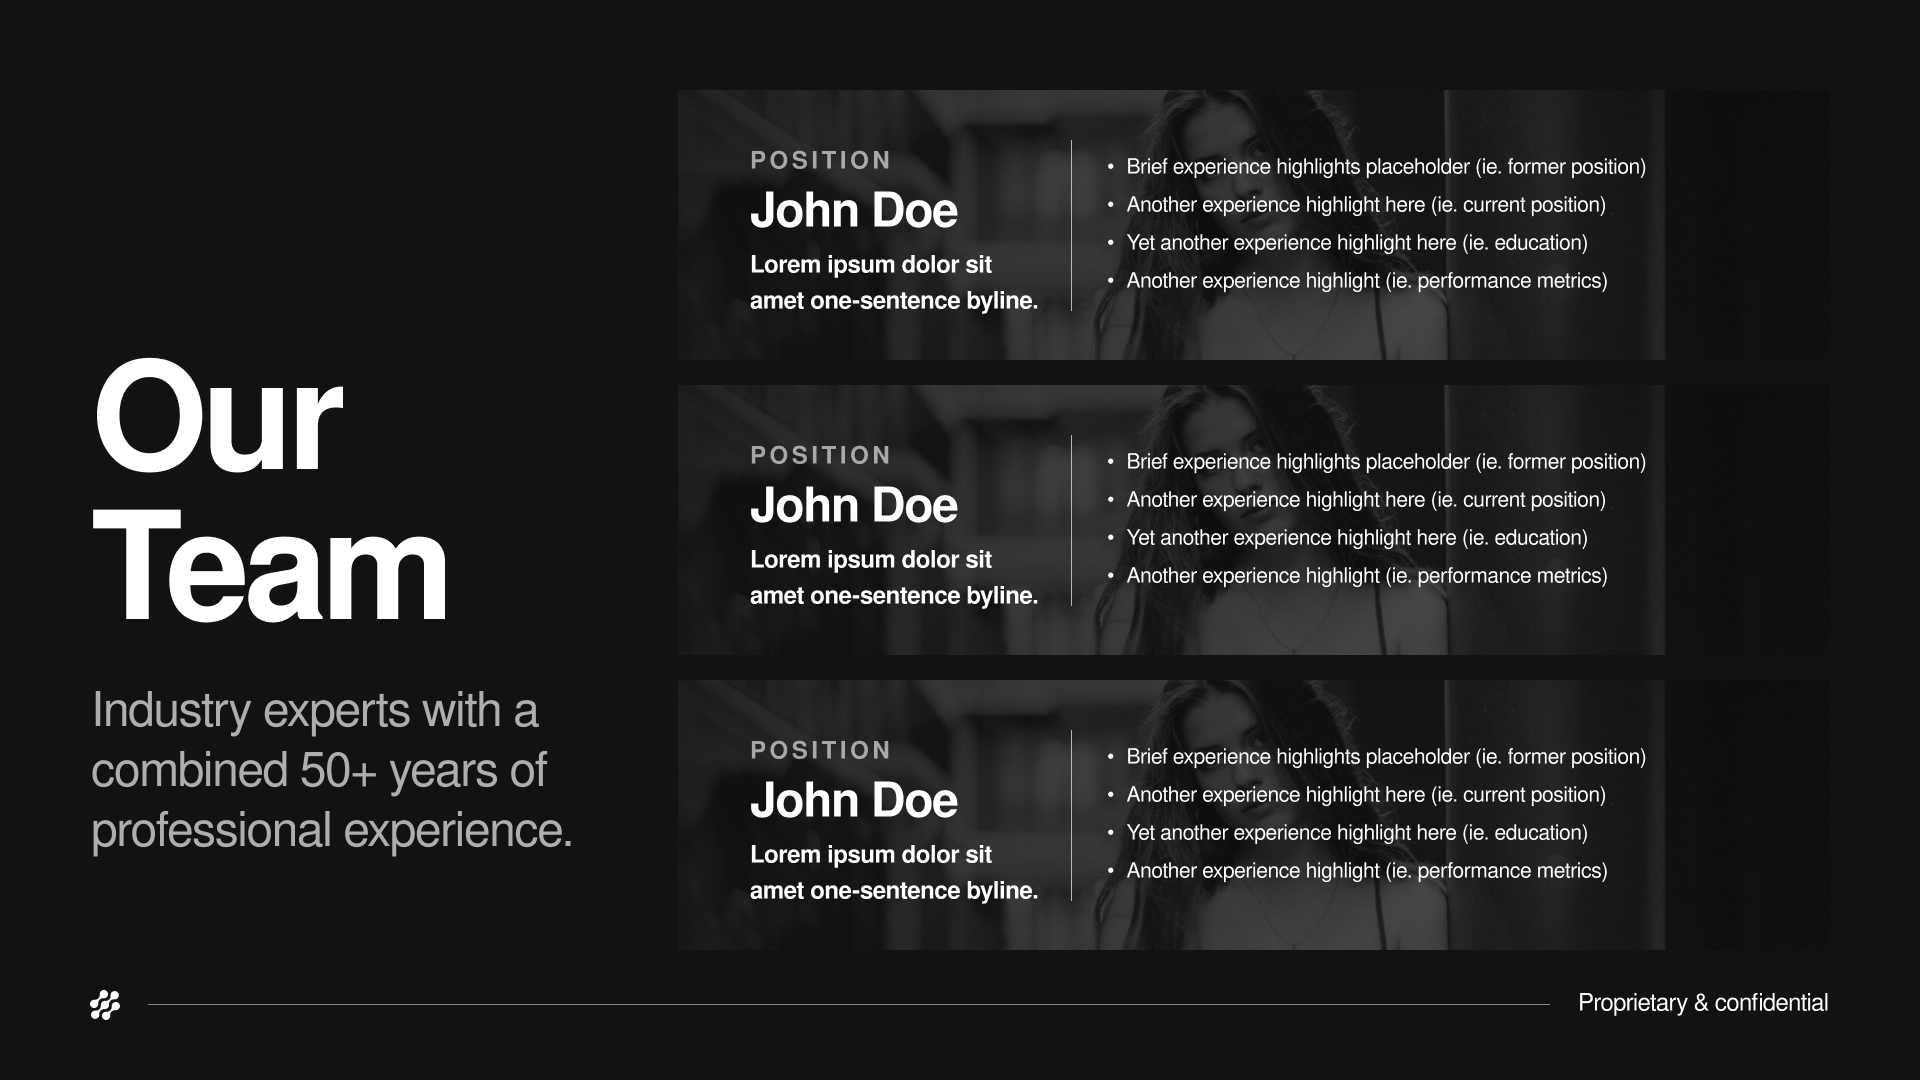 Our
Team
Industry experts with a
combined 50+ years of
professional experience.
POSITION
John Doe
Lorem ipsum dolor sit
amet one-sentence byline.
• Brief experience highlights placeholder (ie. former position)
• Another experience highlight here (ie. current position)
• Yet another experience highlight here (ie. education)
• Another experience highlight (ie. performance metrics)
POSITION
John Doe
Lorem ipsum dolor sit
amet one-sentence byline.
• Brief experience highlights placeholder (ie. former position)
• Another experience highlight here (ie. current position)
• Yet another experience highlight here (ie. education)
• Another experience highlight (ie. performance metrics)
POSITION
John Doe
Lorem ipsum dolor sit
amet one-sentence byline.
• Brief experience highlights placeholder (ie. former position)
• Another experience highlight here (ie. current position)
• Yet another experience highlight here (ie. education)
• Another experience highlight (ie. performance metrics)
Proprietary & confidential